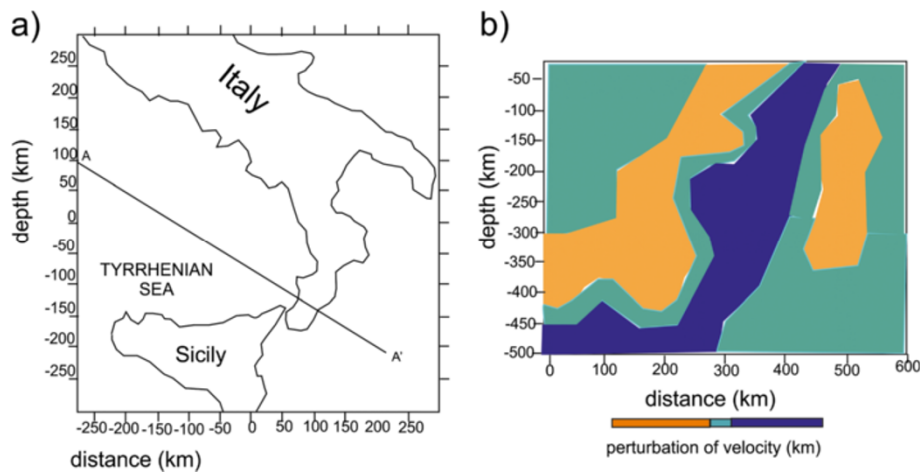 a)
300
250
200
150
100
50
0
-50
-100
-150
-200
-250
depth (km)
A
Italy
TYRRHENIAN
SEA
Sicily
A'
-250 -200 -150 -100 -50 0 50 100 150 200 250
distance (km)
b)
-50
-100
-150
-200
-250
-300
-350
-400
-450
-500
depth (km)
0 100 200 300 400 500 600
distance (km)
perturbation of velocity (km)